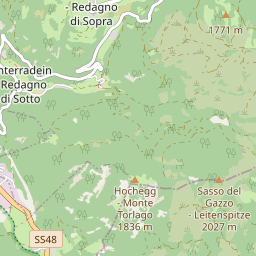 - Redagno
di Sopra
1771 m
nterradein
Redagno
di Sotto
Hochegg
- Monte
Torlago
1836 m
Sasso del
Gazzo
- Leitenspitze
2027 m
SS48